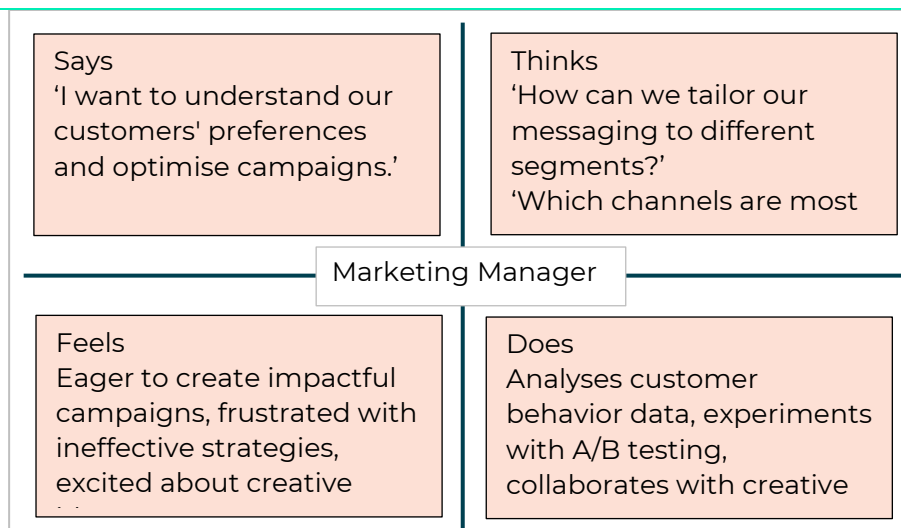 Says
‘I want to understand our
customers' preferences
and optimise campaigns.’
Thinks
‘How can we tailor our
messaging to different
segments?’
‘Which channels are most
Marketing Manager
Feels
Eager to create impactful
campaigns, frustrated with
ineffective strategies,
excited about creative
Does
Analyses customer
behavior data, experiments
with A/B testing,
collaborates with creative